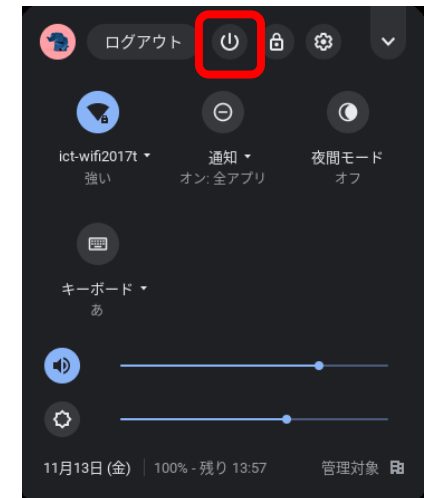 ログアウト
ict-wifi2017t
強い
通知
オン: 全アプリ
夜間モード
オフ
キーボード
あ
11月13日 (金) 100% - 残り 13:57 管理対象